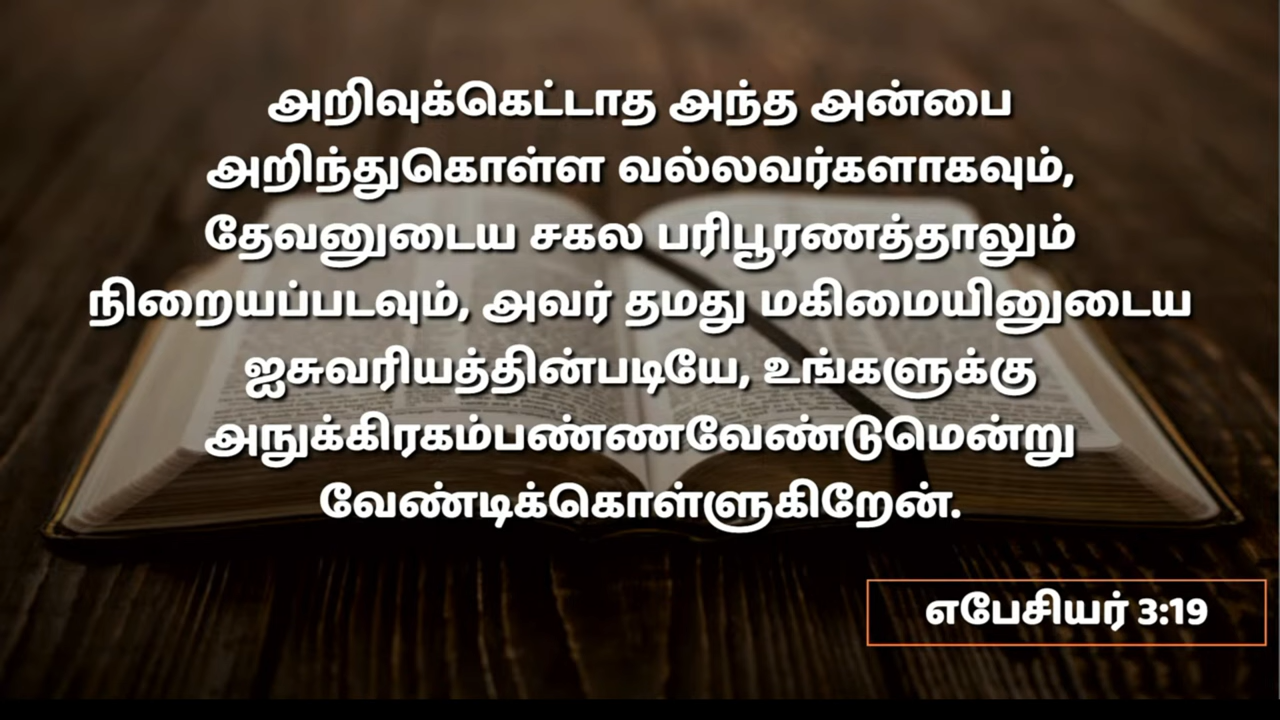 அறிவுக்கெட்டாத அந்த அன்பை
அறிந்துகொள்ள வல்லவர்களாகவும்,
தேவனுடைய சகல பரிபூரணத்தாலும்
நிறையப்படவும், அவர் தமது மகிமையினுடைய
ஐசுவரியத்தின்படியே, உங்களுக்கு
அநுக்கிரகம்பண்ணவேண்டுமென்று
வேண்டிக்கொள்ளுகிறேன்.
எபேசியர் 3:19